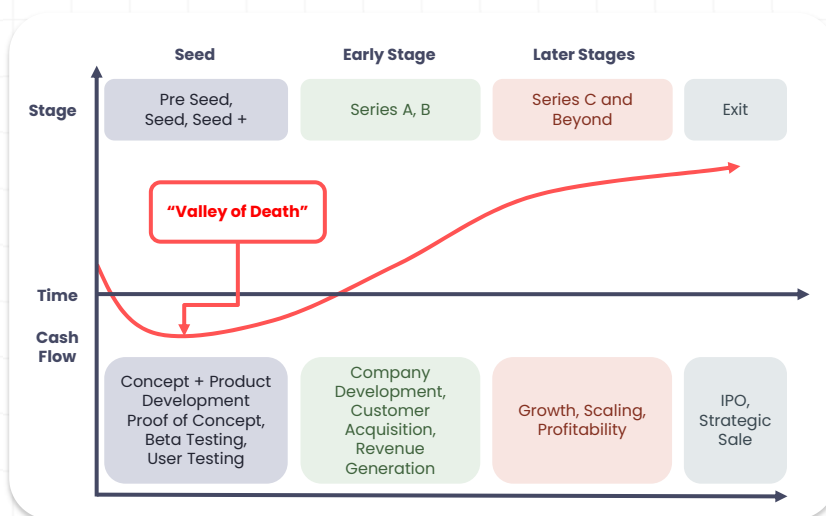 Seed
Early Stage
Later Stages
Stage
Pre Seed,
Seed, Seed +
Series A, B
Series C and
Beyond
Exit
“Valley of Death”
Time
Cash
Flow
Concept + Product
Development
Proof of Concept,
Beta Testing,
User Testing
Company
Development,
Customer
Acquisition,
Revenue
Generation
Growth, Scaling,
Profitability
IPO,
Strategic
Sale